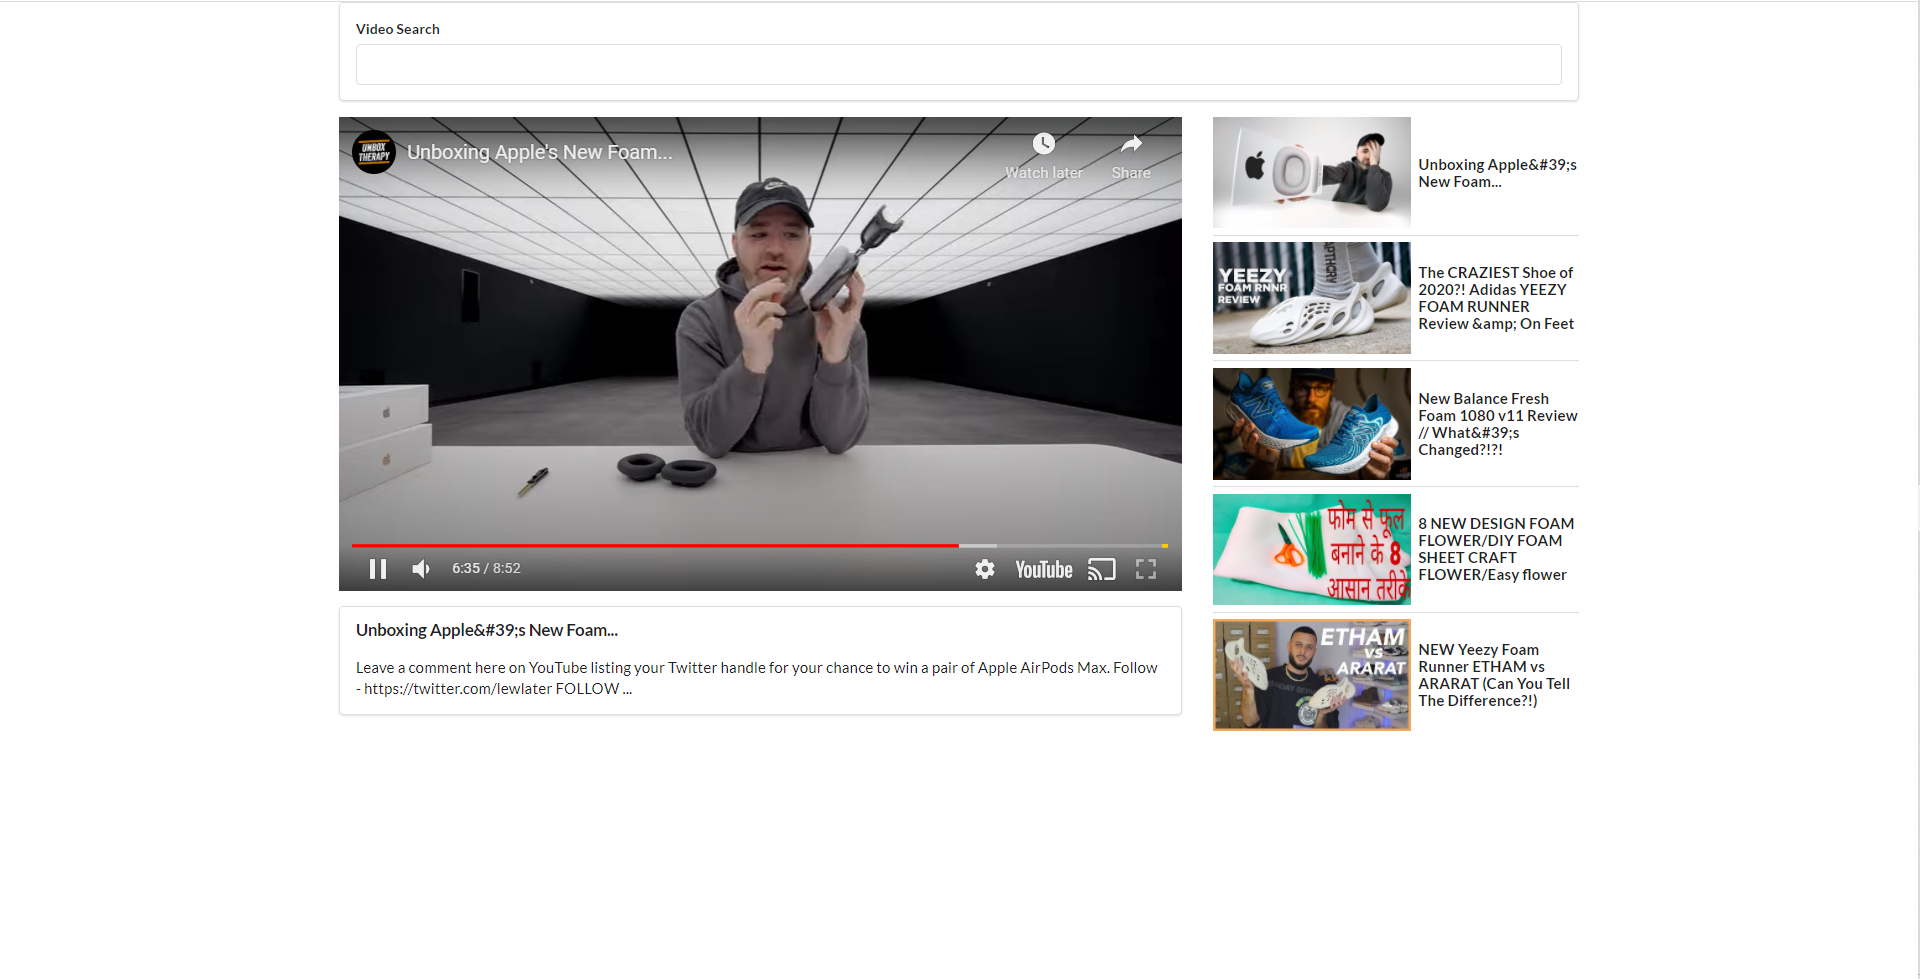 Video Search
UNBOX
THERAPY
Unboxing Apple's New Foam...
Watch later
Share
6:35 / 8:52
YouTube
Unboxing Apple&#39;s New Foam...
Leave a comment here on YouTube listing your Twitter handle for your chance to win a pair of Apple AirPods Max. Follow
- https://twitter.com/lewlater FOLLOW ...
Unboxing Apple&#39;s
New Foam...
YEEZY
FOAM RNNR
REVIEW
The CRAZIEST Shoe of
2020?! Adidas YEEZY
FOAM RUNNER
Review &amp; On Feet
New Balance Fresh
Foam 1080 v11 Review
// What&#39;s
Changed?!?!
फोम से फूल
बनाने के 8
आसान तरीके
8 NEW DESIGN FOAM
FLOWER/DIY FOAM
SHEET CRAFT
FLOWER/Easy flower
ETHAM
VS
ARARAT
NEW Yeezy Foam
Runner ETHAM vs
ARARAT (Can You Tell
The Difference?!)